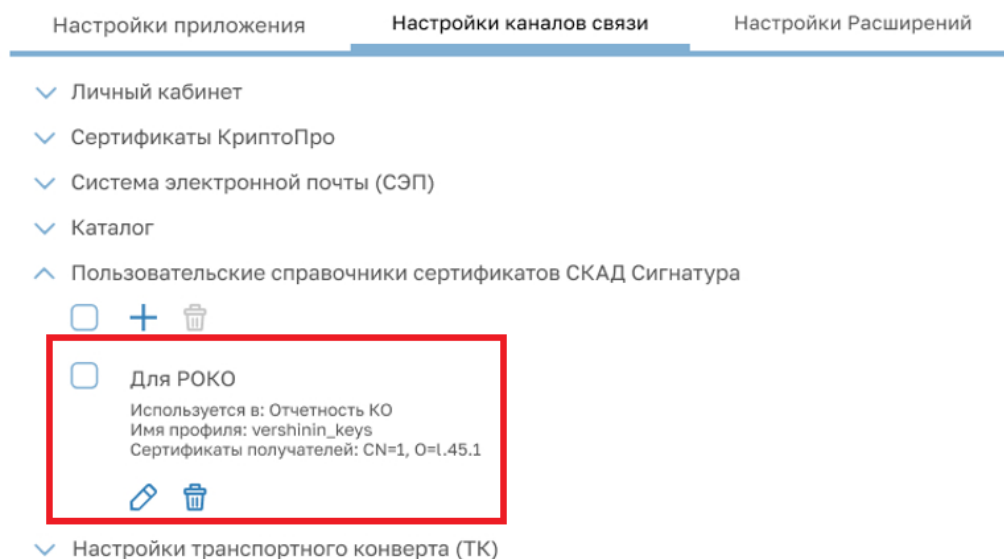 Настройки приложения
Настройки каналов связи
Настройки Расширений
Личный кабинет
Сертификаты КриптоПро
Система электронной почты (СЭП)
Каталог
Пользовательские справочники сертификатов СКАД Сигнатура
Для РОКО
Используется в: Отчетность КО
Имя профиля: vershinin_keys
Сертификаты получателей: CN=1, O=l.45.1
Настройки транспортного конверта (ТК)